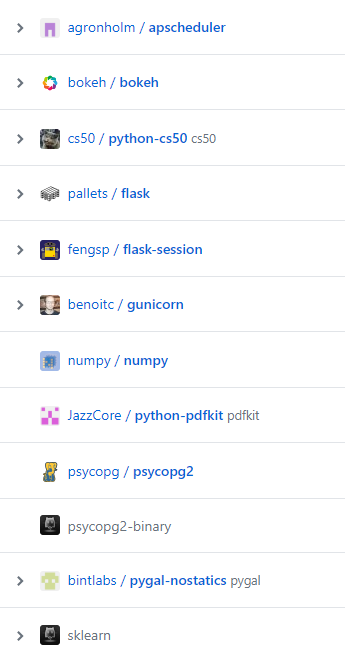 agronholm / apscheduler
bokeh / bokeh
cs50 / python-cs50 cs50
pallets / flask
fengsp / flask-session
benoitc / gunicorn
numpy / numpy
JazzCore / python-pdfkit pdfkit
psycopg / psycopg2
psycopg2-binary
bintlabs / pygal-nostatics pygal
sklearn